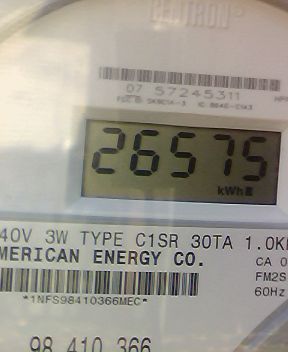 CENTRON®
07 57245311
26575
kWh
40V 3W TYPE C1SR 30TA 1.0K
MERICAN ENERGY CO.
CA 0
FM2S
60Hz
*1NFS98410366MEC*
98 410 366